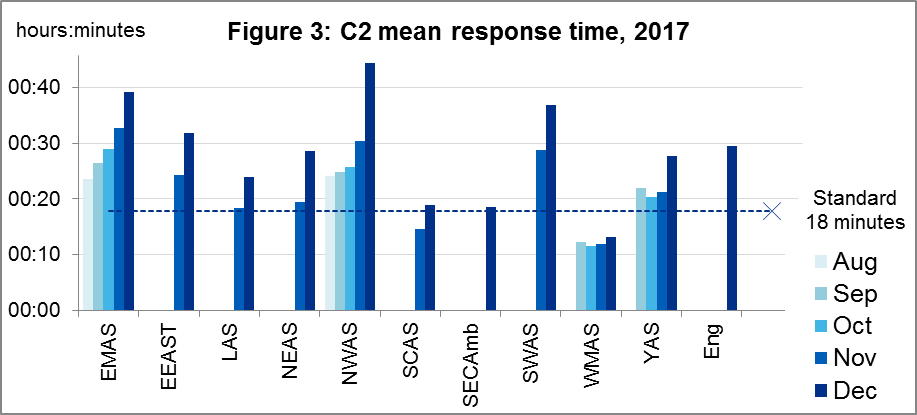 hours:minutes
Figure 3: C2 mean response time, 2017
00:40
00:30
00:20
00:10
00:00
EMAS
EEAST
LAS
NEAS
NWAS
SCAS
SECAmb
SWAS
WMAS
YAS
Eng
Standard
18 minutes
Aug
Sep
Oct
Nov
Dec